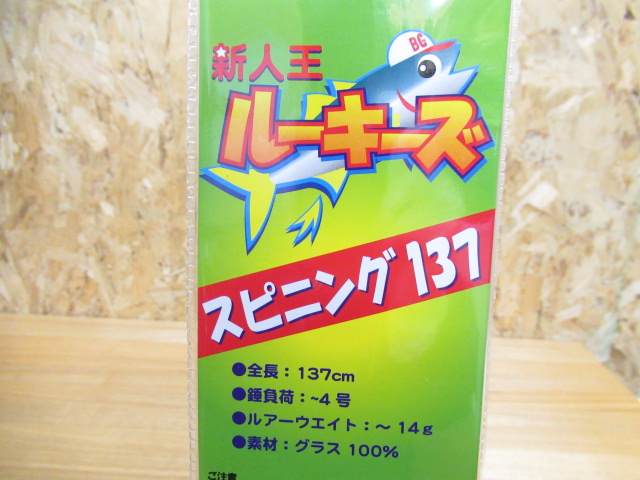 BG
新人王
ルーキーズ
スピニング 137
●全長：137cm
●錘負荷：~4 号
●ルアーウエイト：～ 14g
●素材：グラス 100%
ご注意